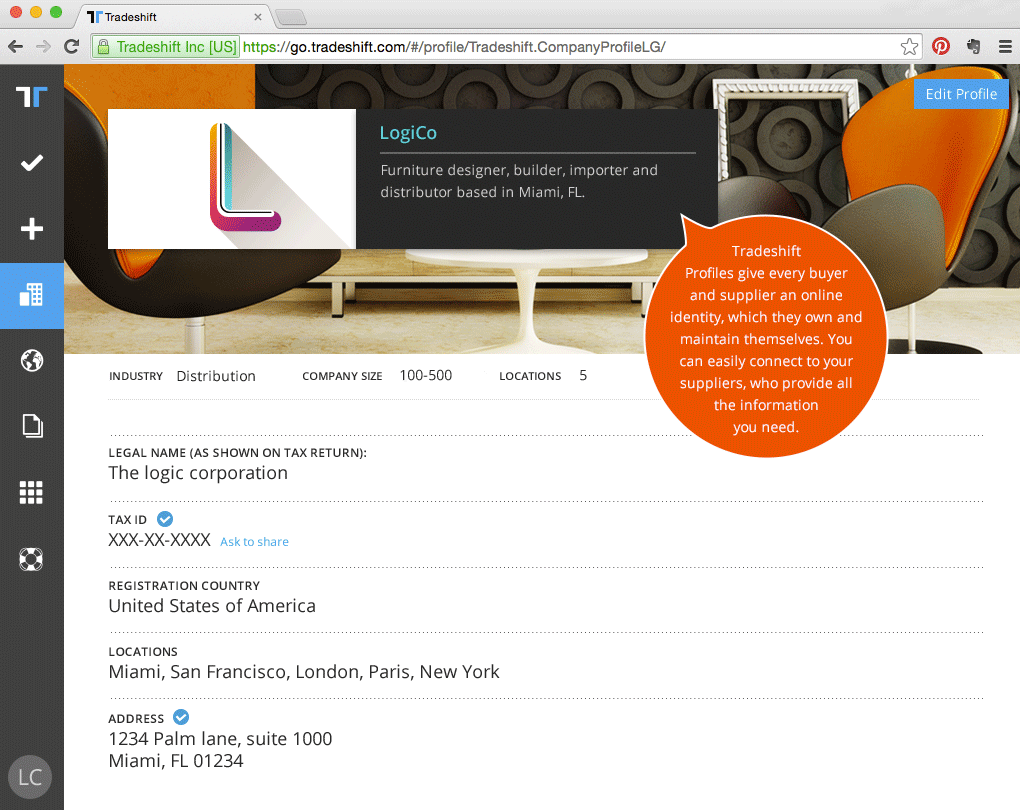 Tradeshift
Tradeshift Inc [US] https://go.tradeshift.com/#/profile/Tradeshift.CompanyProfileLG/
Edit Profile
LogiCo
Furniture designer, builder, importer and
distributor based in Miami, FL.
Tradeshift
Profiles give every buyer
and supplier an online
identity, which they own and
maintain themselves. You
can easily connect to your
suppliers, who provide all
the information
you need.
INDUSTRY Distribution COMPANY SIZE 100-500 LOCATIONS 5
LEGAL NAME (AS SHOWN ON TAX RETURN):
The logic corporation
TAX ID
XXX-XX-XXXX Ask to share
REGISTRATION COUNTRY
United States of America
LOCATIONS
Miami, San Francisco, London, Paris, New York
ADDRESS
1234 Palm lane, suite 1000
Miami, FL 01234
LC